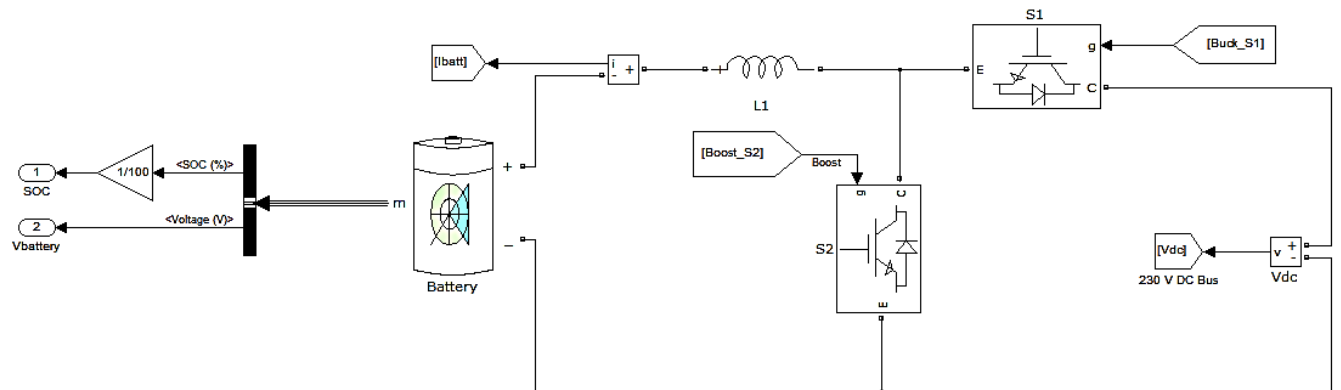 S1
[Ibatt]
i
-
+
+
L1
g
[Buck_S1]
E
C
[Boost_S2]
Boost
g
C
1
SOC
1/100
<SOC (%)>
+
m
2
Vbattery
<Voltage (V)>
–
Battery
S2
E
[Vdc]
230 V DC Bus
v
+
-
Vdc